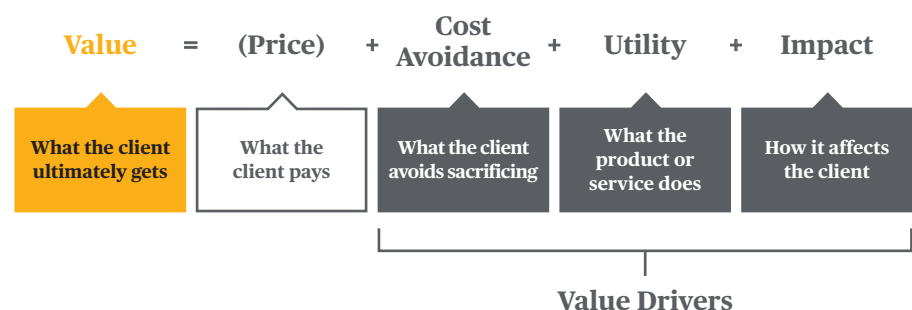 Value = (Price) + Cost Avoidance + Utility + Impact
What the client
ultimately gets
What the
client pays
What the client
avoids sacrificing
What the
product or
service does
How it affects
the client
Value Drivers